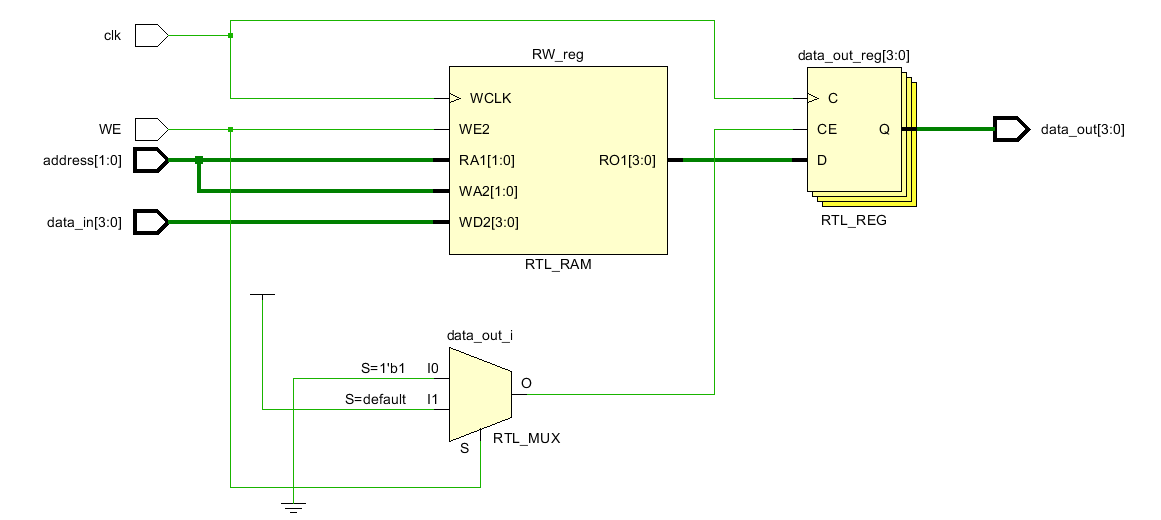 clk
RW_reg
data_out_reg[3:0]
WCLK
C
WE
WE2
CE
Q
data_out[3:0]
address[1:0]
RA1[1:0]
RO1[3:0]
D
WA2[1:0]
data_in[3:0]
WD2[3:0]
RTL_REG
RTL_RAM
data_out_i
S=1'b1
I0
O
S=default
I1
RTL_MUX
S